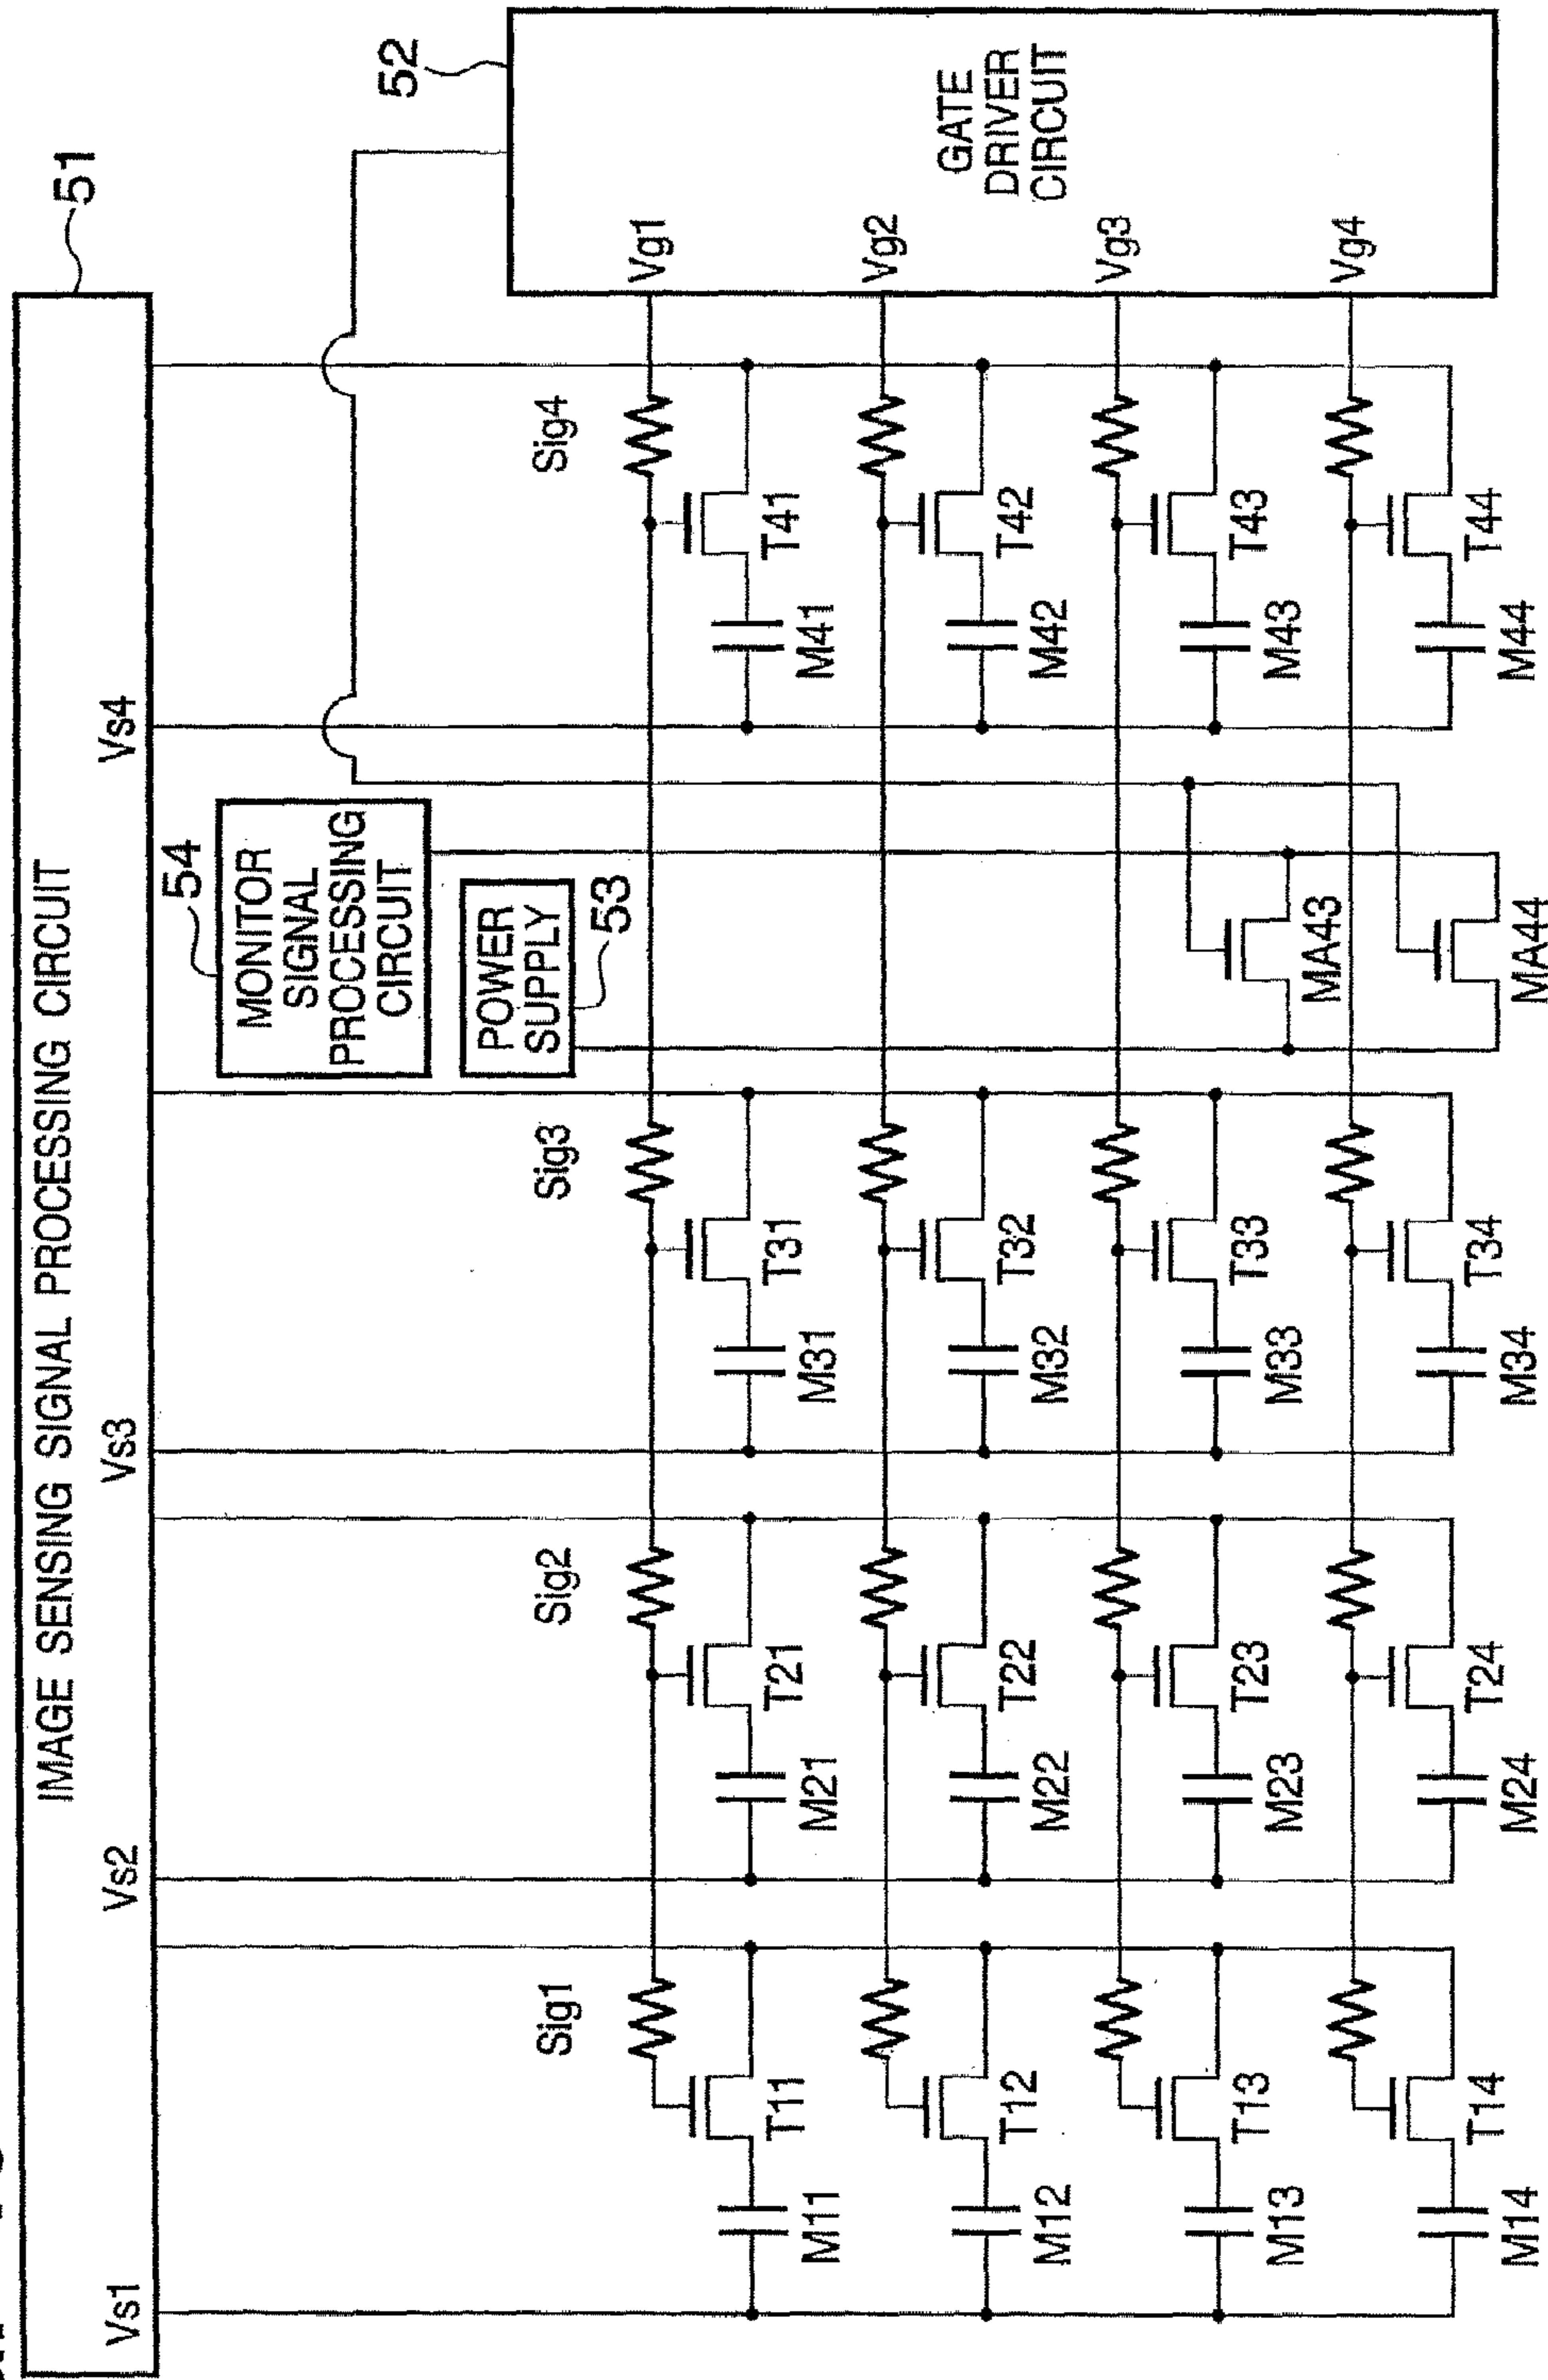 IMAGE SENSING SIGNAL PROCESSING CIRCUIT
51
Vs1
Vs2
Vs3
Vs4
54
MONITOR
SIGNAL
PROCESSING
CIRCUIT
52
POWER
SUPPLY
53
GATE
DRIVER
CIRCUIT
Sig1
Sig2
Sig3
Sig4
Vg1
T11
T21
T31
T41
M11
M21
M31
M41
Vg2
T12
T22
T32
T42
M12
M22
M32
M42
Vg3
T13
T23
T33
T43
M13
M23
M33
M43
MA43
Vg4
T14
T24
T34
T44
M14
M24
M34
M44
MA44